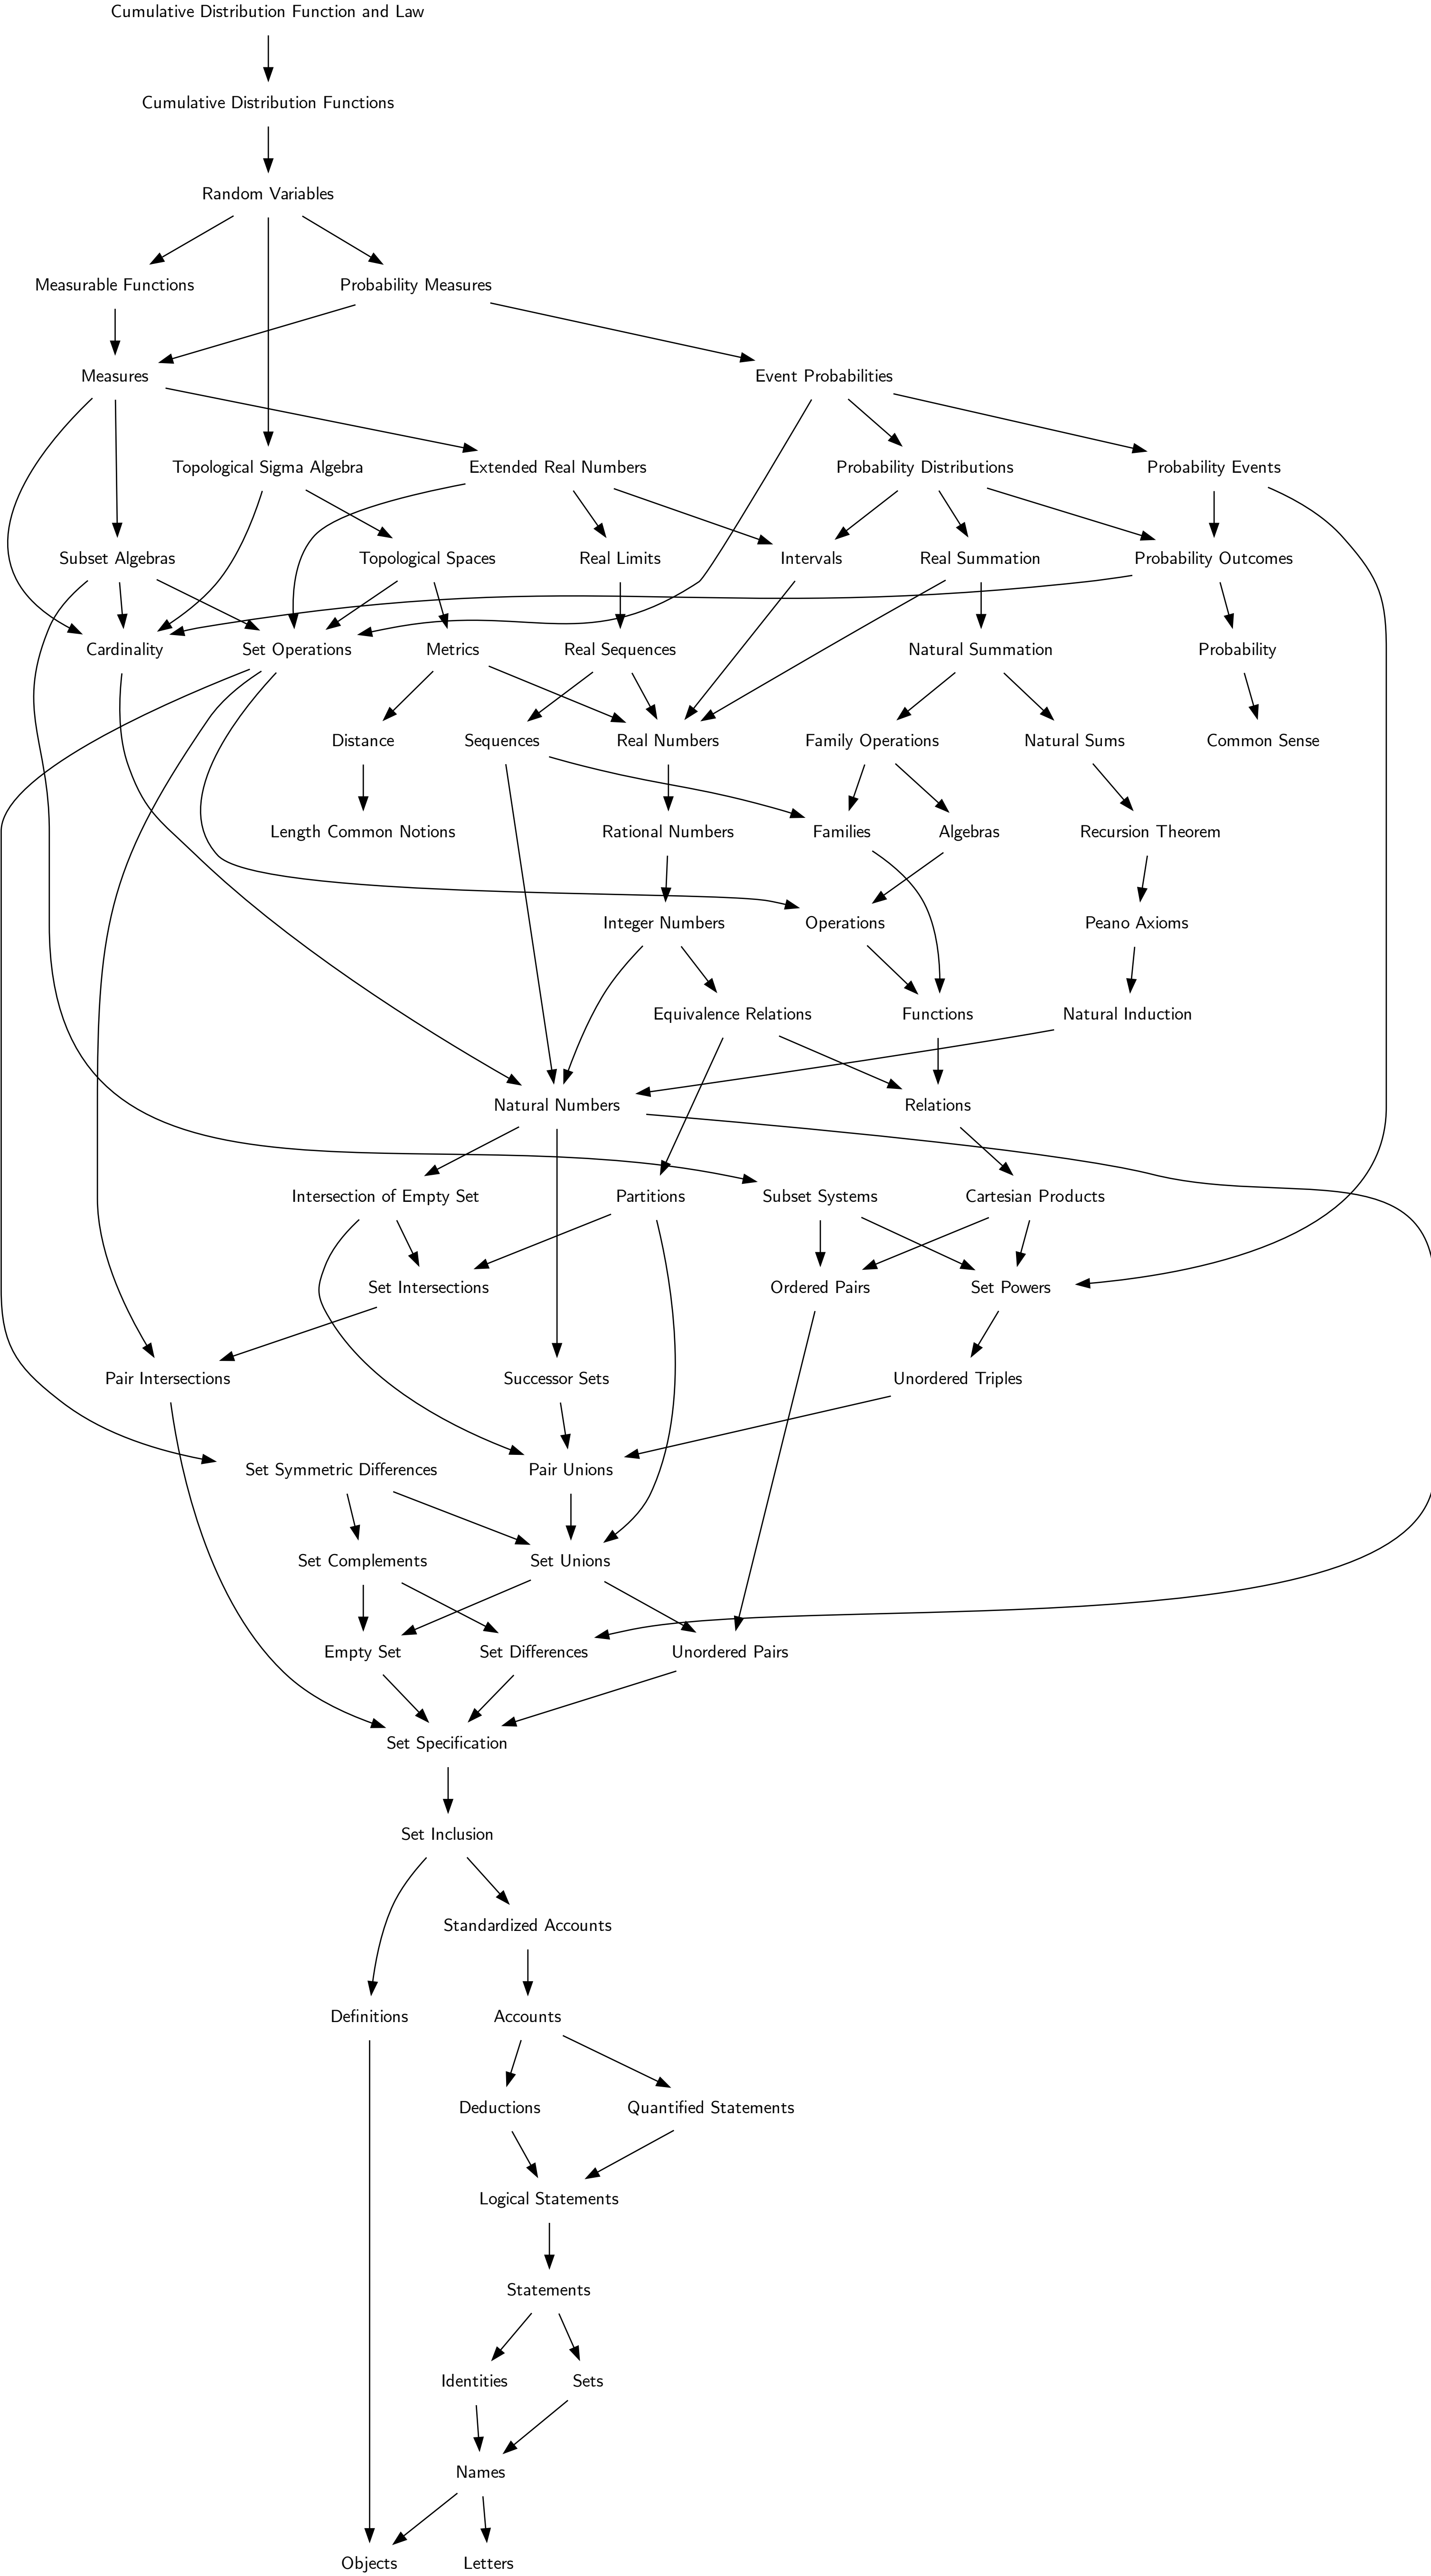 Cumulative Distribution Function and Law
Cumulative Distribution Functions
Random Variables
Measurable Functions
Probability Measures
Measures
Event Probabilities
Topological Sigma Algebra
Extended Real Numbers
Probability Distributions
Probability Events
Subset Algebras
Topological Spaces
Real Limits
Intervals
Real Summation
Probability Outcomes
Cardinality
Set Operations
Metrics
Real Sequences
Natural Summation
Probability
Distance
Sequences
Real Numbers
Family Operations
Natural Sums
Common Sense
Length Common Notions
Rational Numbers
Families
Algebras
Recursion Theorem
Integer Numbers
Operations
Peano Axioms
Equivalence Relations
Functions
Natural Induction
Natural Numbers
Relations
Intersection of Empty Set
Partitions
Subset Systems
Cartesian Products
Set Intersections
Ordered Pairs
Set Powers
Pair Intersections
Successor Sets
Unordered Triples
Set Symmetric Differences
Pair Unions
Set Complements
Set Unions
Empty Set
Set Differences
Unordered Pairs
Set Specification
Set Inclusion
Standardized Accounts
Definitions
Accounts
Deductions
Quantified Statements
Logical Statements
Statements
Identities
Sets
Names
Objects
Letters